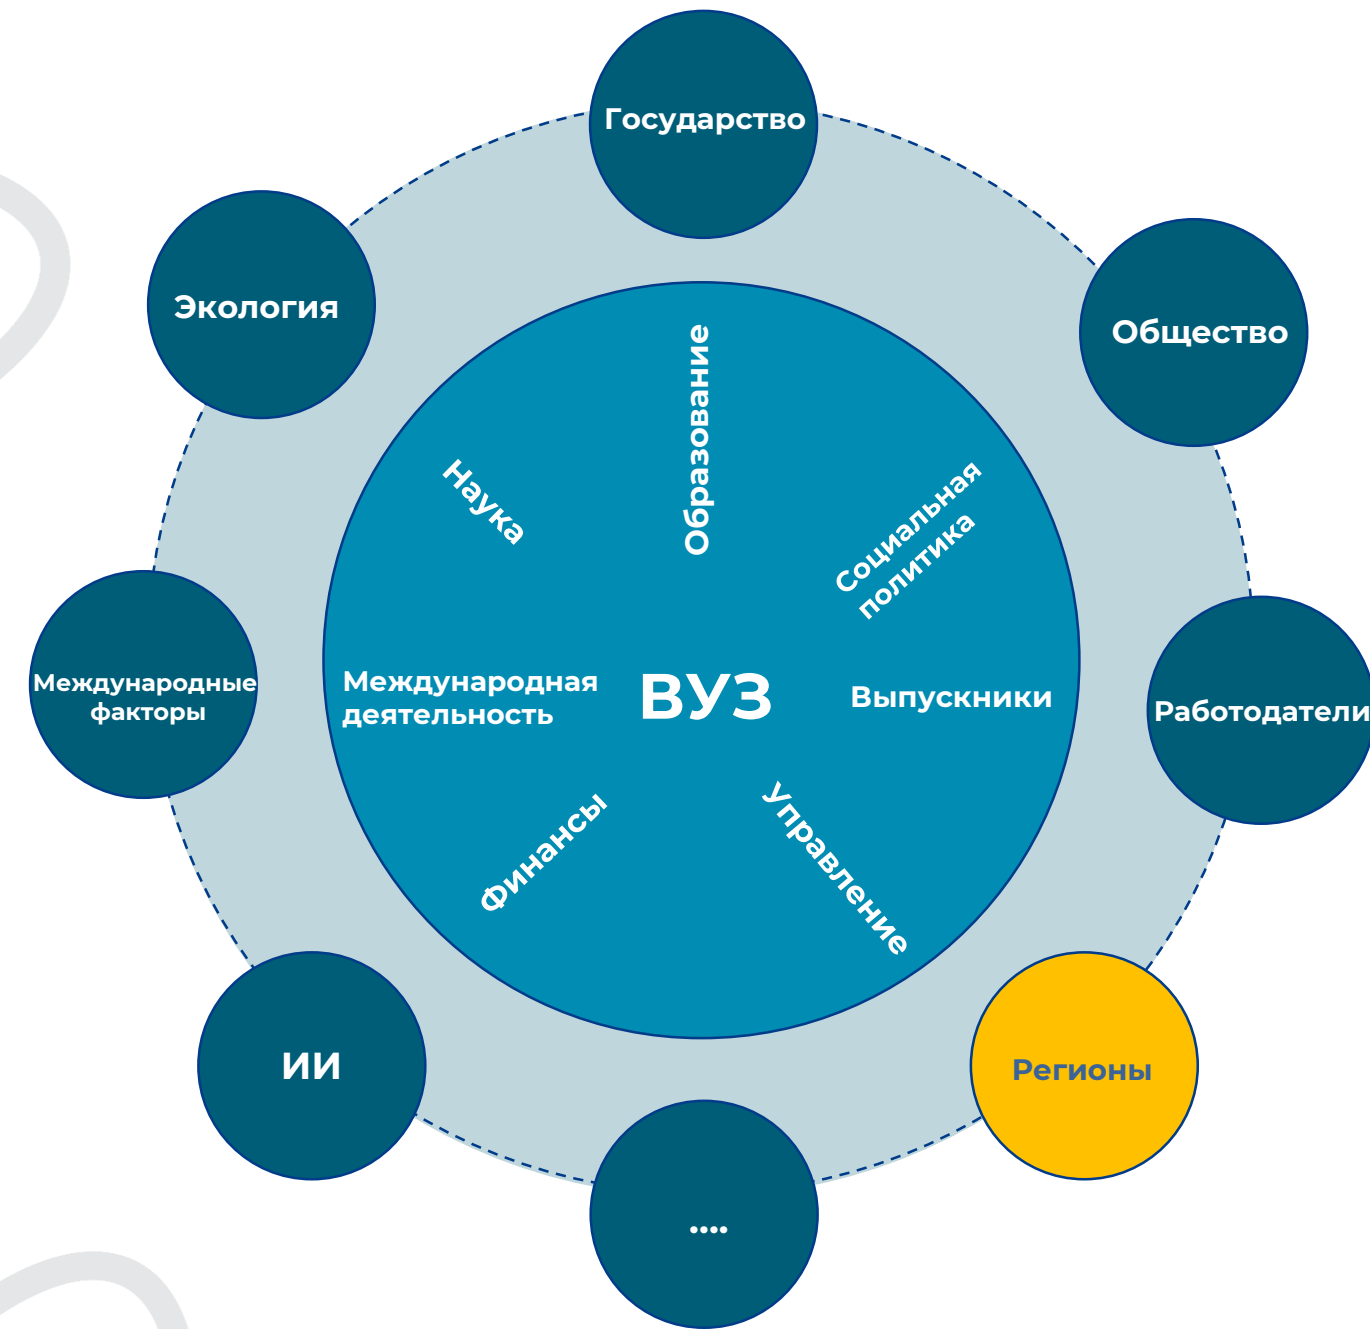 Государство
Экология
Общество
Образование
Наука
Социальная
политика
Международные
факторы
Международная
деятельность
ВУЗ
Выпускники
Работодатели
Финансы
Управление
ИИ
Регионы
....